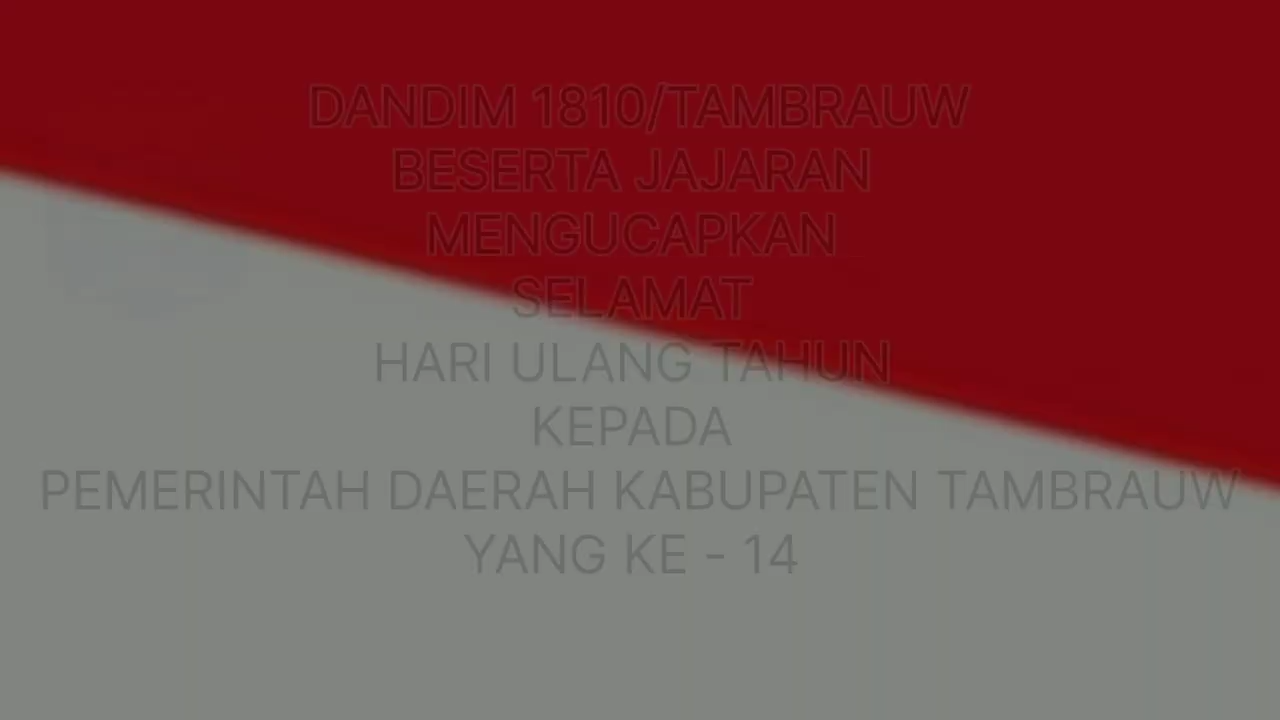 DANDIM 1810/TAMBRAUW
BESERTA JAJARAN
MENGUCAPKAN
SELAMAT
HARI ULANG TAHUN
KEPADA
PEMERINTAH DAERAH KABUPATEN TAMBRAUW
YANG KE - 14